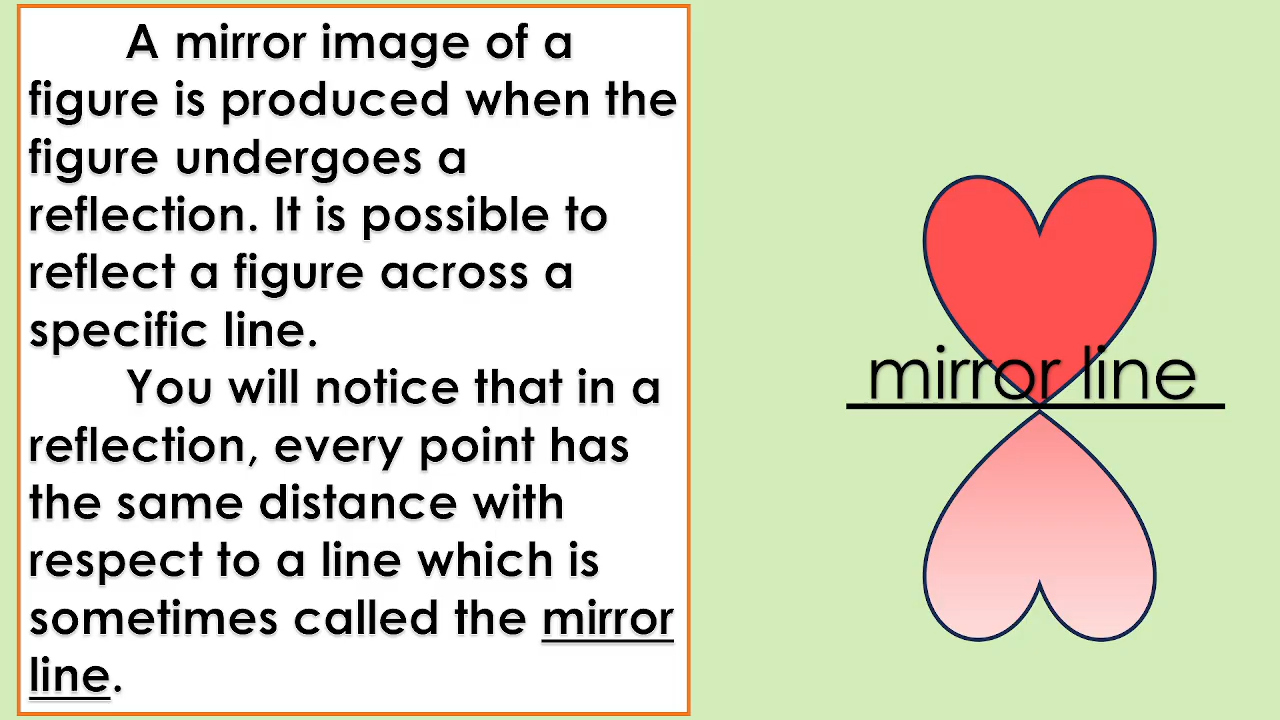 A mirror image of a
figure is produced when the
figure undergoes a
reflection. It is possible to
reflect a figure across a
specific line.
You will notice that in a
reflection, every point has
the same distance with
respect to a line which is
sometimes called the mirror
line.
mirror line